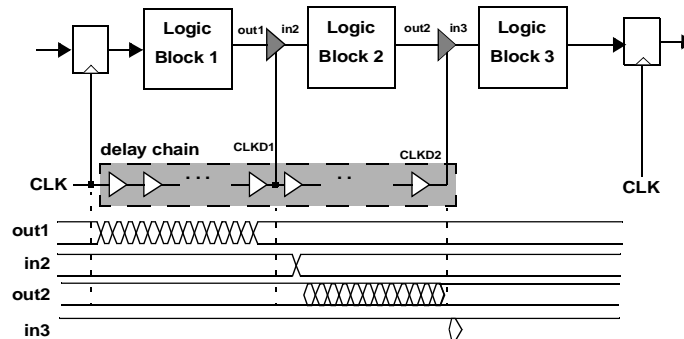 Logic
Block 1
out1
in2
Logic
Block 2
out2
in3
Logic
Block 3
delay chain
CLKD1
CLKD2
CLK
CLK
out1
in2
out2
in3